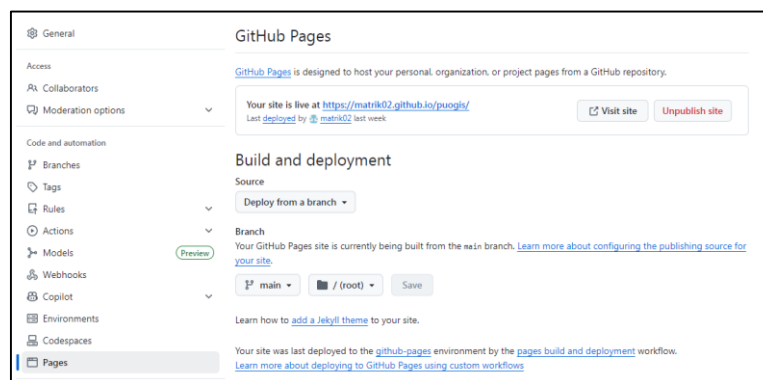 General
Access
Collaborators
Moderation options
Code and automation
Branches
Tags
Rules
Actions
Models Preview
Webhooks
Copilot
Environments
Codespaces
Pages
GitHub Pages
GitHub Pages is designed to host your personal, organization, or project pages from a GitHub repository.
Your site is live at https://matrik02.github.io/puogis/
Last deployed by matrik02 last week
Visit site
Unpublish site
Build and deployment
Source
Deploy from a branch
Branch
Your GitHub Pages site is currently being built from the main branch. Learn more about configuring the publishing source for
your site.
main / (root) Save
Learn how to add a Jekyll theme to your site.
Your site was last deployed to the github-pages environment by the pages build and deployment workflow.
Learn more about deploying to GitHub Pages using custom workflows